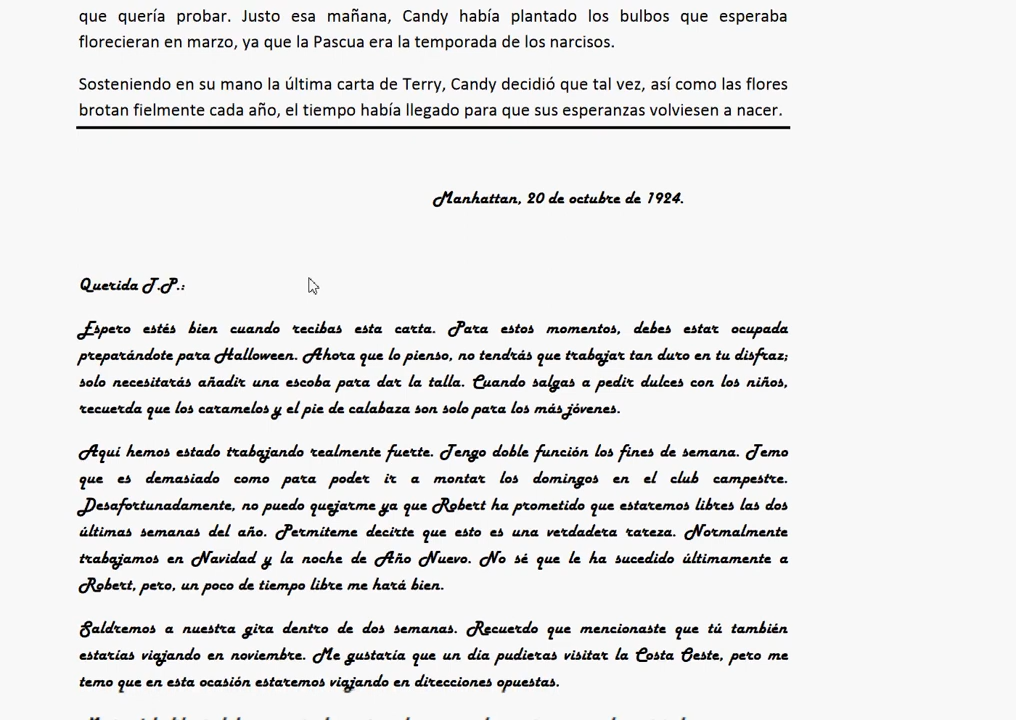 que quería probar. Justo esa mañana, Candy había plantado los bulbos que esperaba
florecieran en marzo, ya que la Pascua era la temporada de los narcisos.
Sosteniendo en su mano la última carta de Terry, Candy decidió que tal vez, así como las flores
brotan fielmente cada año, el tiempo había llegado para que sus esperanzas volviesen a nacer.
Manhattan, 20 de octubre de 1924.
Querida T.P.:
Espero estés bien cuando recibas esta carta. Para estos momentos, debes estar ocupada
preparándote para Halloween. Ahora que lo pienso, no tendrás que trabajar tan duro en tu disfraz;
solo necesitarás añadir una escoba para dar la talla. Cuando salgas a pedir dulces con los niños,
recuerda que los caramelos y el pie de calabaza son solo para los más jóvenes.
Aquí hemos estado trabajando realmente fuerte. Tengo doble función los fines de semana. Temo
que es demasiado como para poder ir a montar los domingos en el club campestre.
Desafortunadamente, no puedo quejarme ya que Robert ha prometido que estaremos libres las dos
últimas semanas del año. Permíteme decirte que esto es una verdadera rareza. Normalmente
trabajamos en Navidad y la noche de Año Nuevo. No sé que le ha sucedido últimamente a
Robert, pero, un poco de tiempo libre me hará bien.
Saldremos a nuestra gira dentro de dos semanas. Recuerdo que mencionaste que tú también
estarías viajando en noviembre. Me gustaría que un día pudieras visitar la Costa Oeste, pero me
temo que en esta ocasión estaremos viajando en direcciones opuestas.